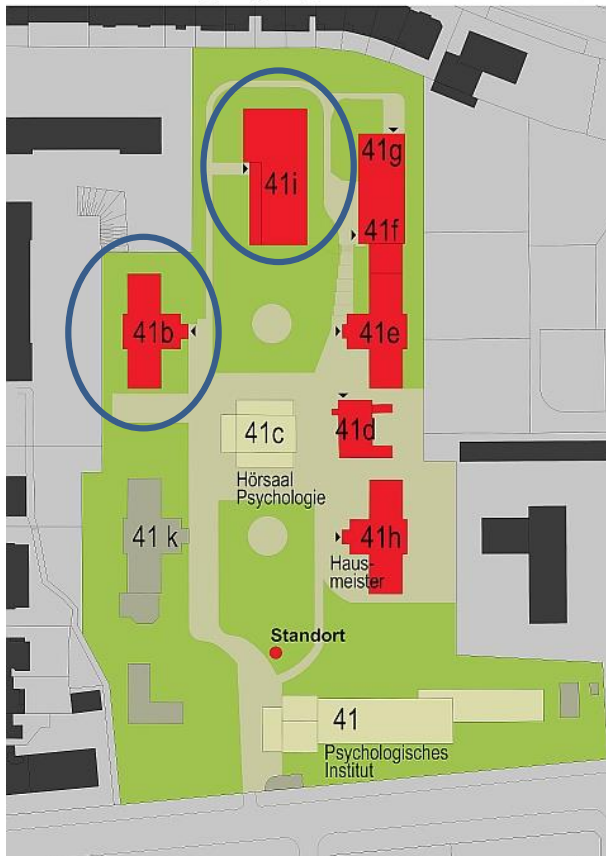 41g
41i
41f
41b
41e
41c
41d
Hörsaal
Psychologie
41 k
41h
Haus-
meister
Standort
41
Psychologisches
Institut